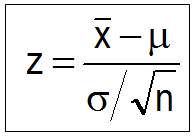 z = (x̄ − μ) / (σ/√n)